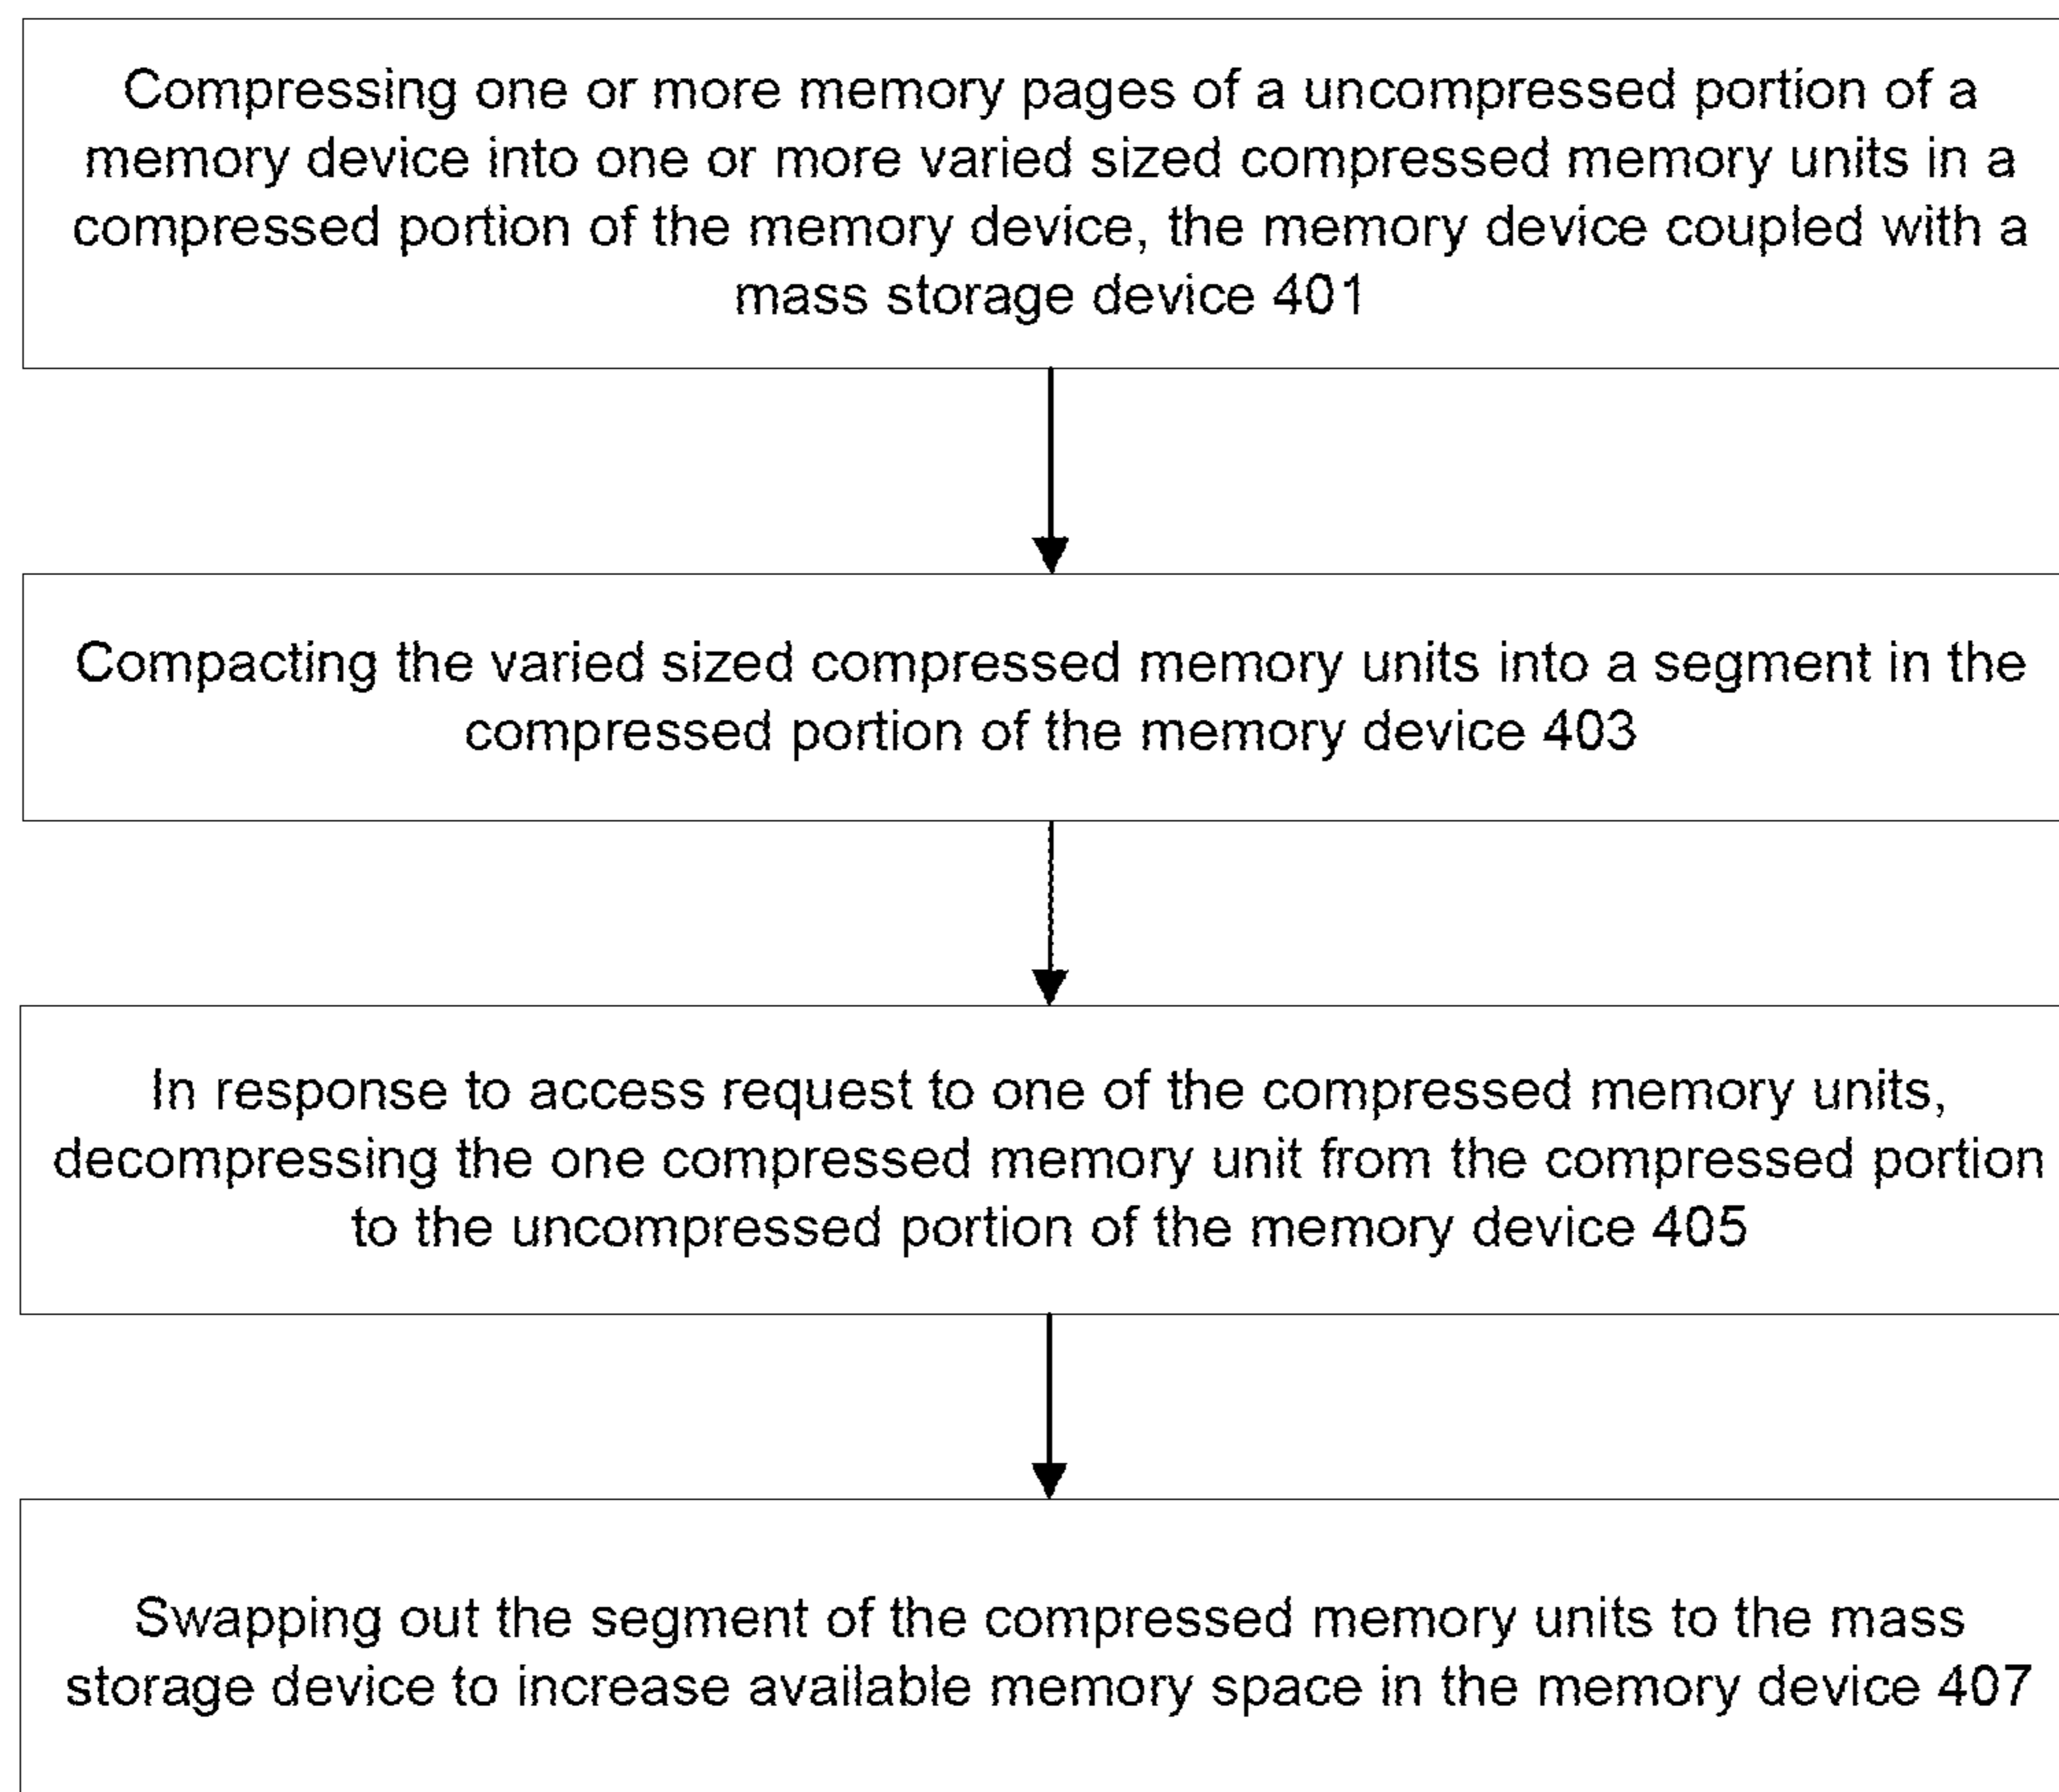 Compressing one or more memory pages of a uncompressed portion of a
memory device into one or more varied sized compressed memory units in a
compressed portion of the memory device, the memory device coupled with a
mass storage device 401
Compacting the varied sized compressed memory units into a segment in the
compressed portion of the memory device 403
In response to access request to one of the compressed memory units,
decompressing the one compressed memory unit from the compressed portion
to the uncompressed portion of the memory device 405
Swapping out the segment of the compressed memory units to the mass
storage device to increase available memory space in the memory device 407